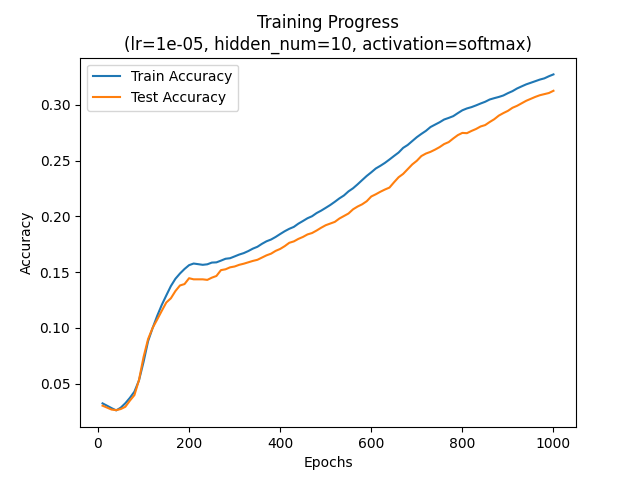 Training Progress
(lr=1e-05, hidden_num=10, activation=softmax)
Train Accuracy
Test Accuracy
0.30
0.25
0.20
0.15
0.10
0.05
Accuracy
0 200 400 600 800 1000
Epochs